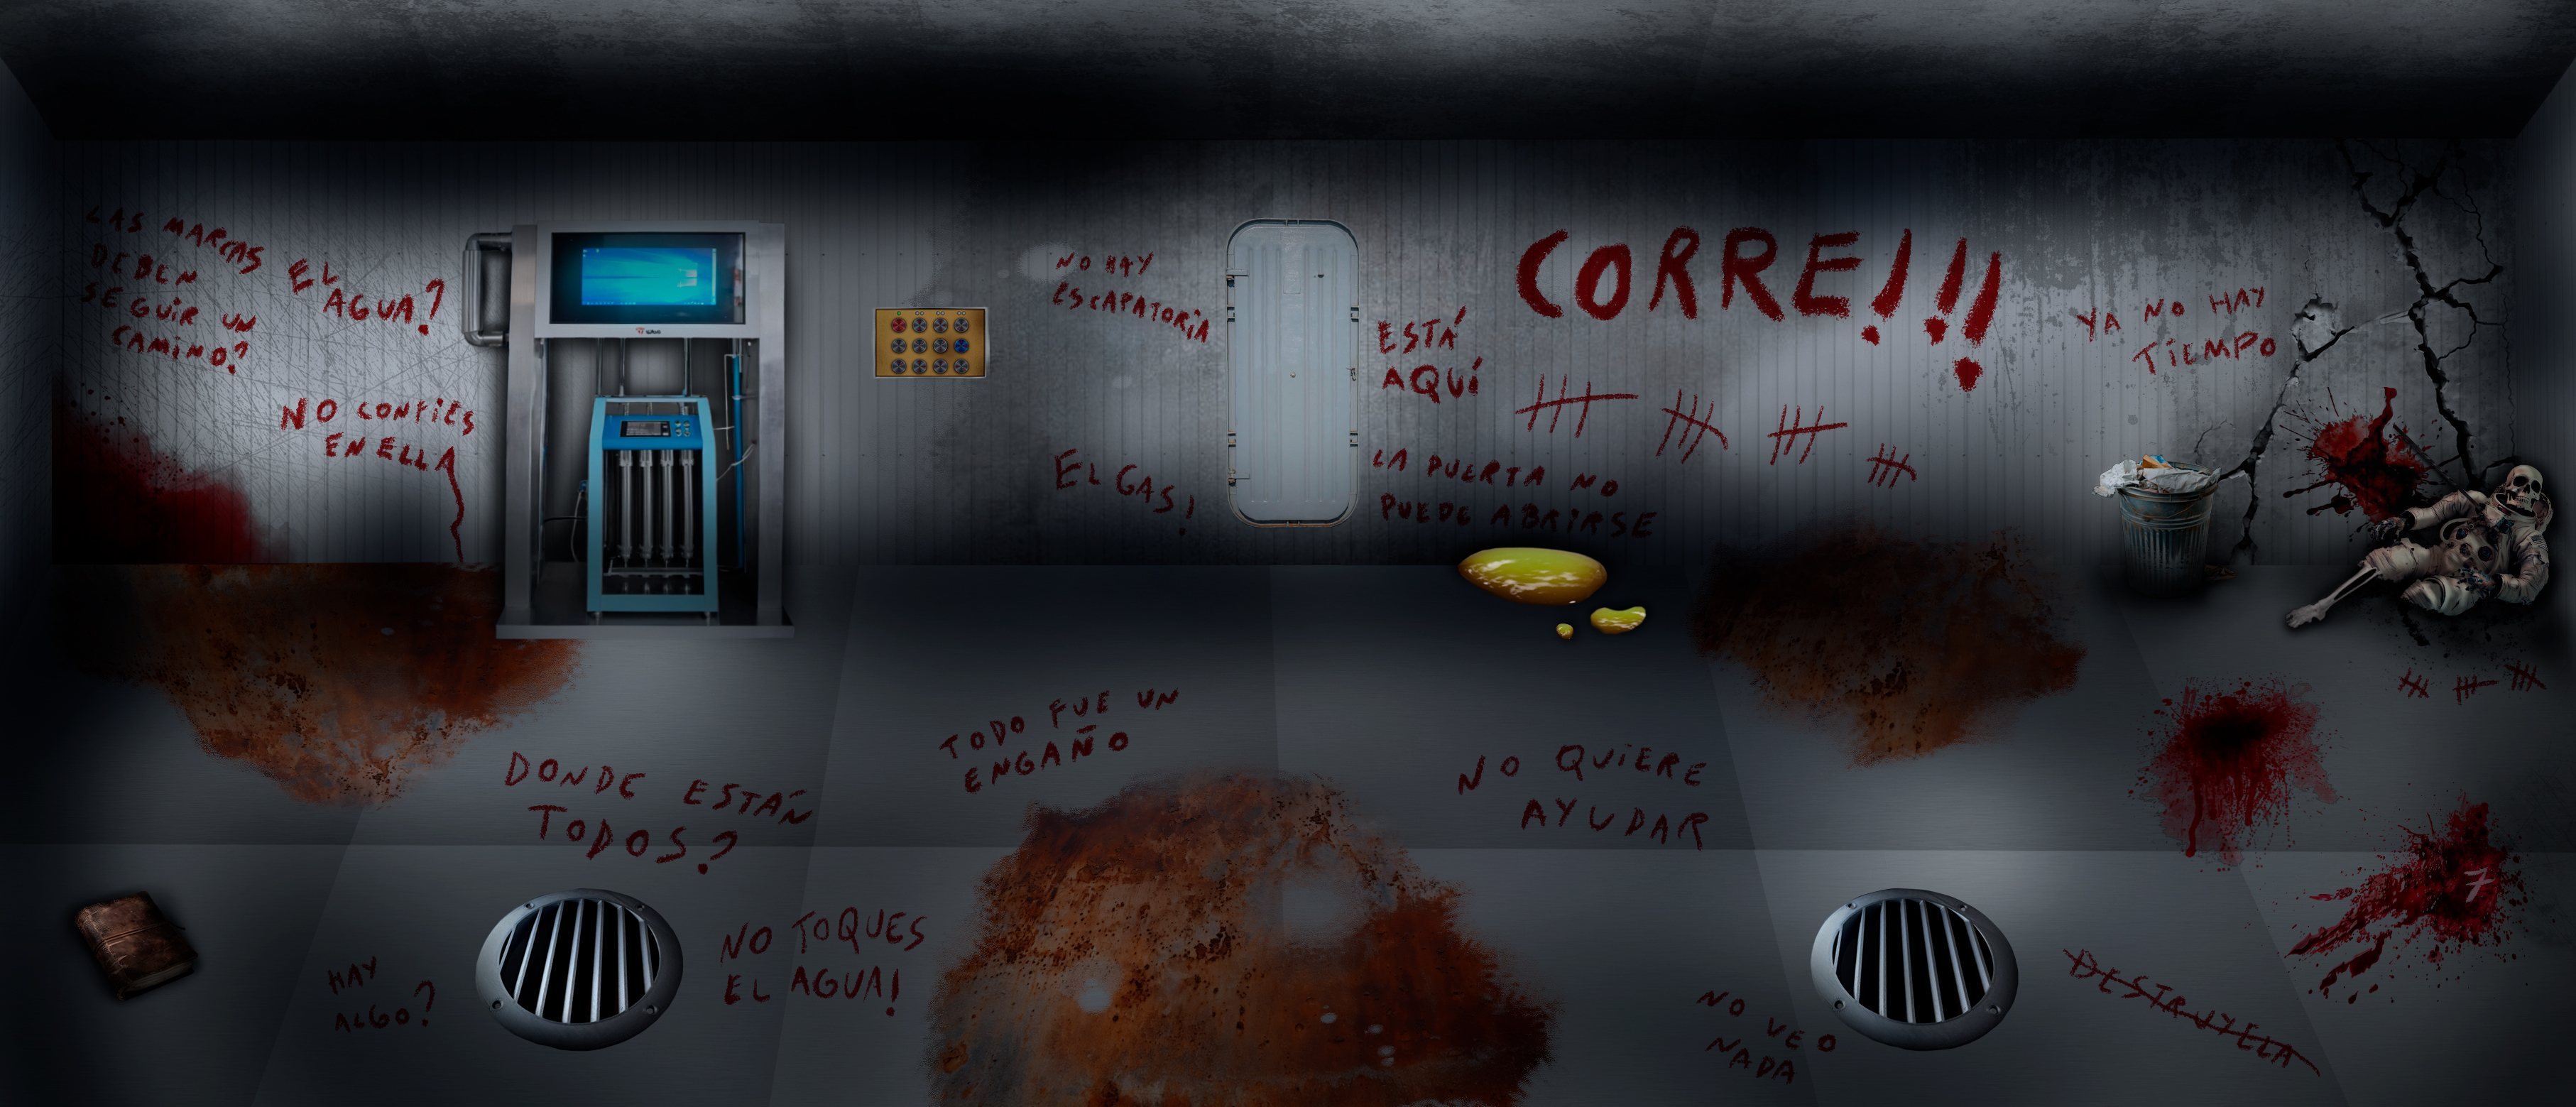 LAS MARCAS
DEBEN
SEGUIR UN
CAMINO?
EL
AGUA?
NO CONFIES
EN ELLA
NO HAY
ESCAPATORIA
EL GAS!
ESTÁ
AQUÍ
CORRE!!!
LA PUERTA NO
PUEDE ABRIRSE
YA NO HAY
TIEMPO
DONDE ESTÁN
TODOS?
TODO FUE UN
ENGAÑO
NO QUIERE
AYUDAR
7
HAY
ALGO?
NO TOQUES
EL AGUA!
NO VEO
NADA
DESTRUYELA